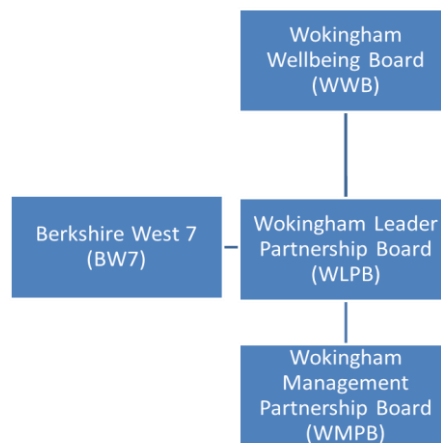 Wokingham
Wellbeing Board
(WWB)
Berkshire West 7
(BW7)
Wokingham Leader
Partnership Board
(WLPB)
Wokingham
Management
Partnership Board
(WMPB)